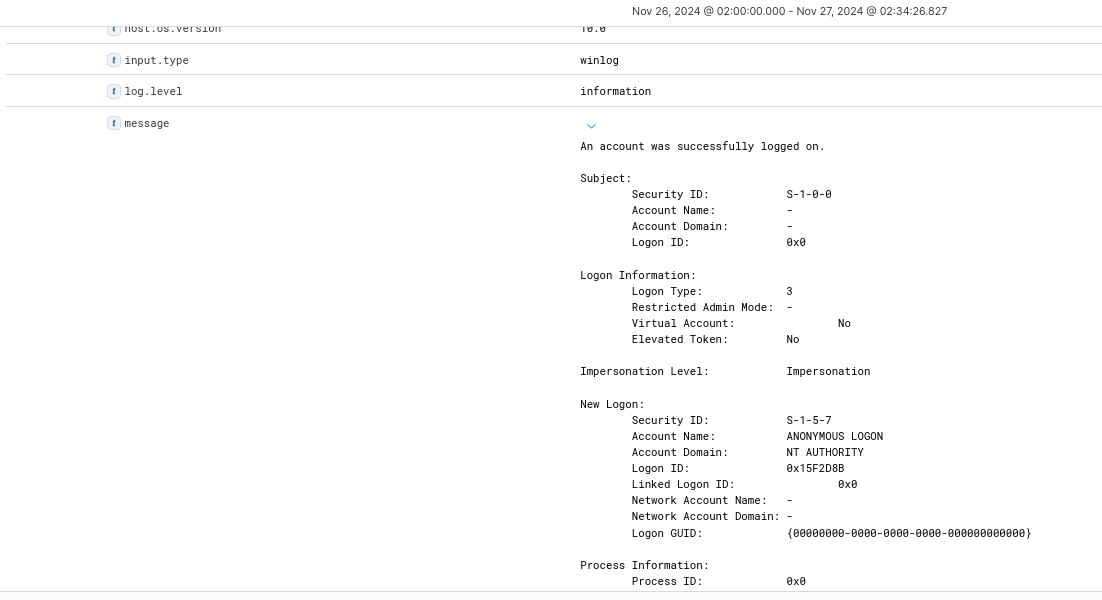 Nov 26, 2024 @ 02:00:00.000 - Nov 27, 2024 @ 02:34:26.827
t host.os.version 10.0
t input.type winlog
t log.level information
t message
An account was successfully logged on.
Subject:
Security ID: S-1-0-0
Account Name: -
Account Domain: -
Logon ID: 0x0
Logon Information:
Logon Type: 3
Restricted Admin Mode: -
Virtual Account: No
Elevated Token: No
Impersonation Level: Impersonation
New Logon:
Security ID: S-1-5-7
Account Name: ANONYMOUS LOGON
Account Domain: NT AUTHORITY
Logon ID: 0x15F2D8B
Linked Logon ID: 0x0
Network Account Name: -
Network Account Domain: -
Logon GUID: {00000000-0000-0000-0000-000000000000}
Process Information:
Process ID: 0x0